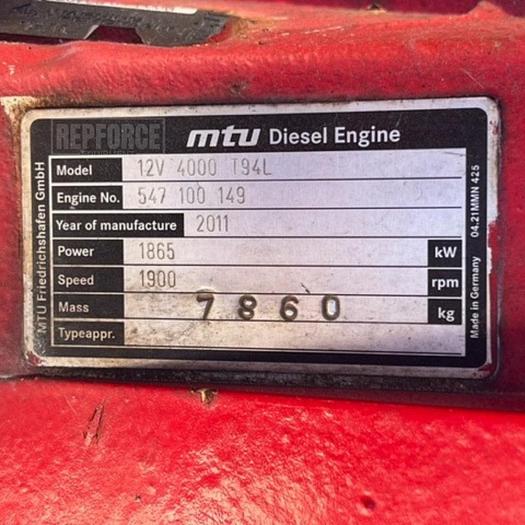 REPFORCE
mtu Diesel Engine
Model 12V 4000 T94L
Engine No. 547 100 149
Year of manufacture 2011
Power 1865 kW
Speed 1900 rpm
Mass 7860 kg
Typeappr.
MTU Friedrichshafen GmbH
Made in Germany 04.21MMN 425